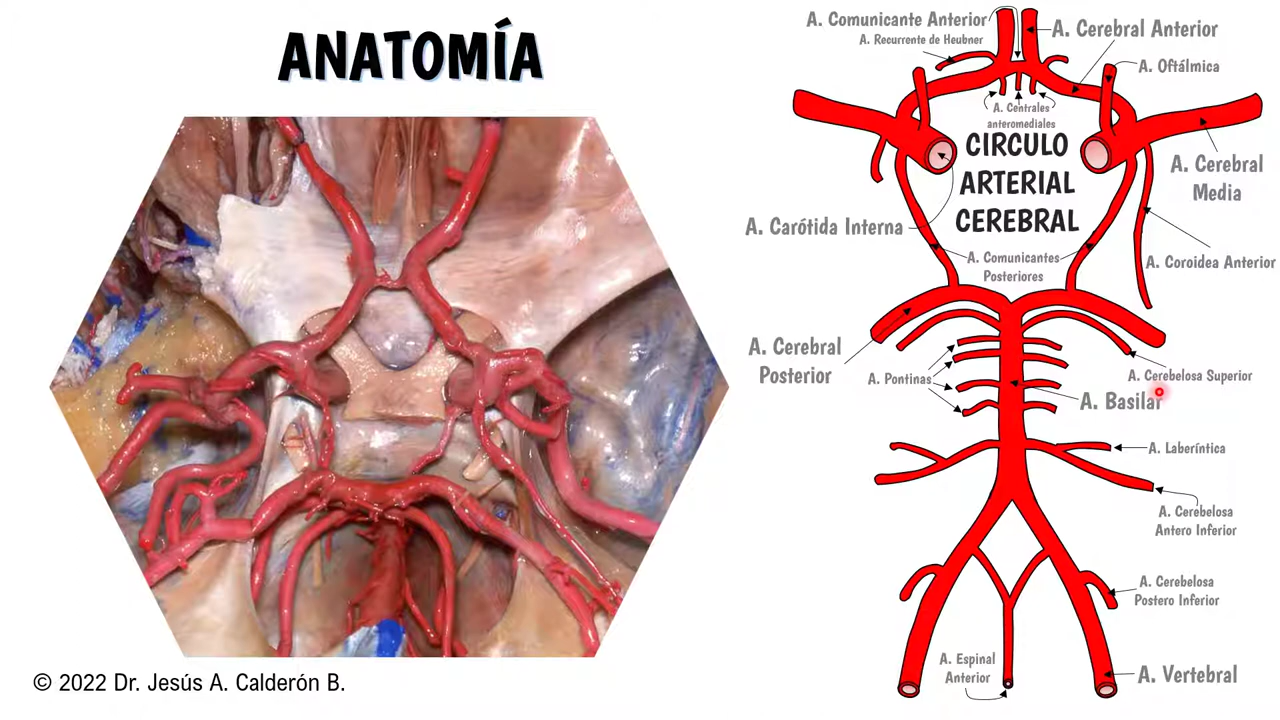 ANATOMÍA
© 2022 Dr. Jesús A. Calderón B.
A. Comunicante Anterior
A. Recurrente de Heubner
A. Cerebral Anterior
A. Oftálmica
A. Centrales
anteromediales
CIRCULO
ARTERIAL
CEREBRAL
A. Cerebral
Media
A. Carótida Interna
A. Comunicantes
Posteriores
A. Coroidea Anterior
A. Cerebral
Posterior
A. Pontinas
A. Cerebelosa Superior
A. Basilar
A. Laberíntica
A. Cerebelosa
Antero Inferior
A. Cerebelosa
Postero Inferior
A. Espinal
Anterior
A. Vertebral